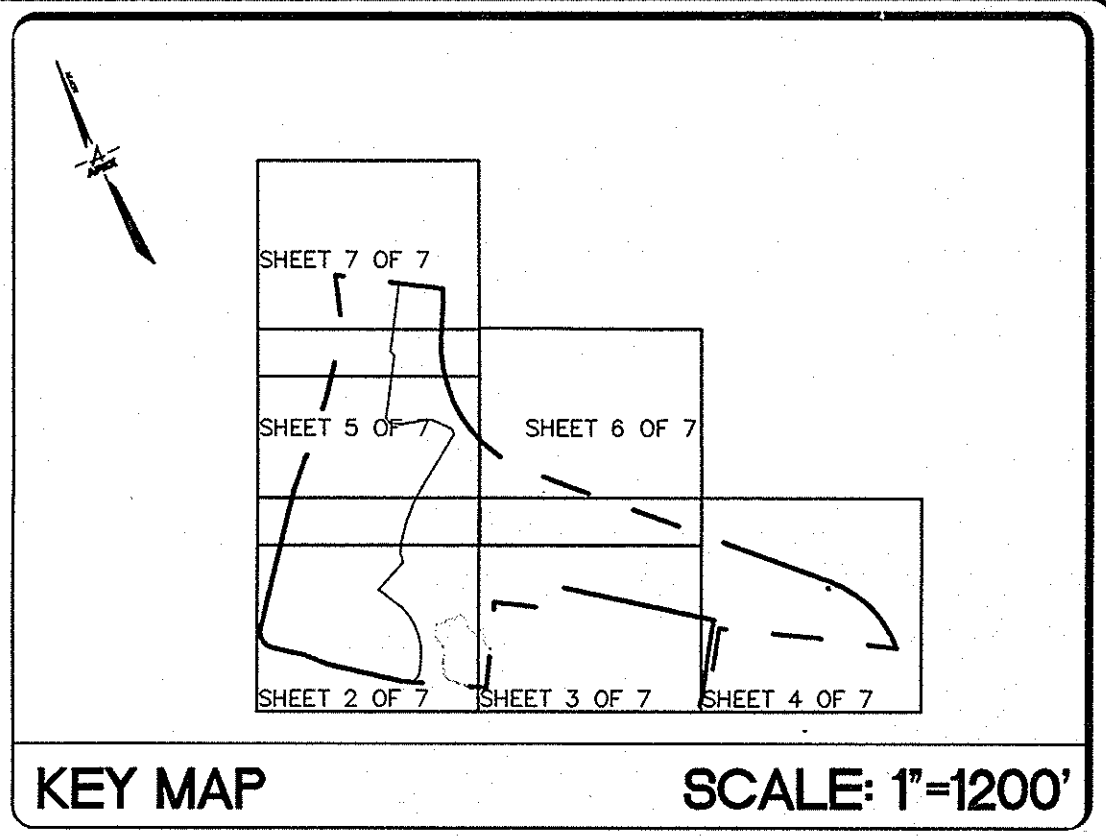 SHEET 7 OF 7
SHEET 5 OF 7
SHEET 6 OF 7
SHEET 2 OF 7
SHEET 3 OF 7
SHEET 4 OF 7
KEY MAP
SCALE: 1"=1200'